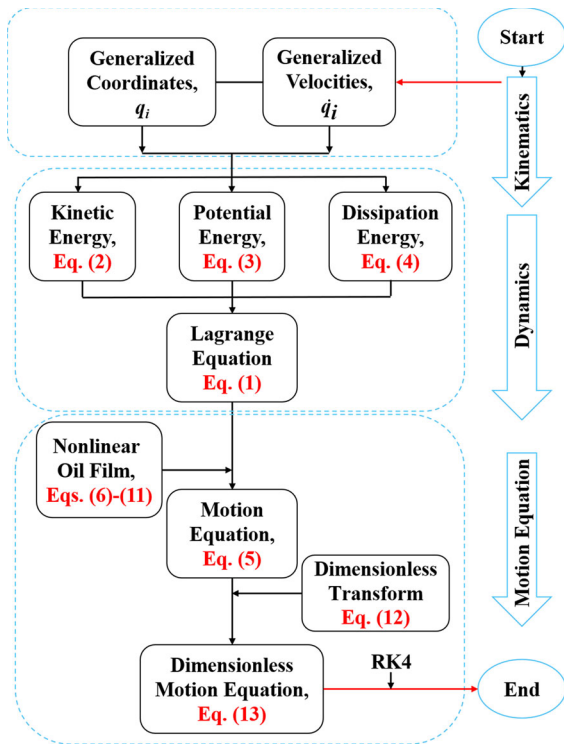 Start
Generalized
Coordinates,
qᵢ
Generalized
Velocities,
q̇ᵢ
Kinematics
Kinetic
Energy,
Eq. (2)
Potential
Energy,
Eq. (3)
Dissipation
Energy,
Eq. (4)
Dynamics
Lagrange
Equation
Eq. (1)
Nonlinear
Oil Film,
Eqs. (6)-(11)
Motion
Equation,
Eq. (5)
Motion Equation
Dimensionless
Transform
Eq. (12)
Dimensionless
Motion Equation,
Eq. (13)
RK4
End